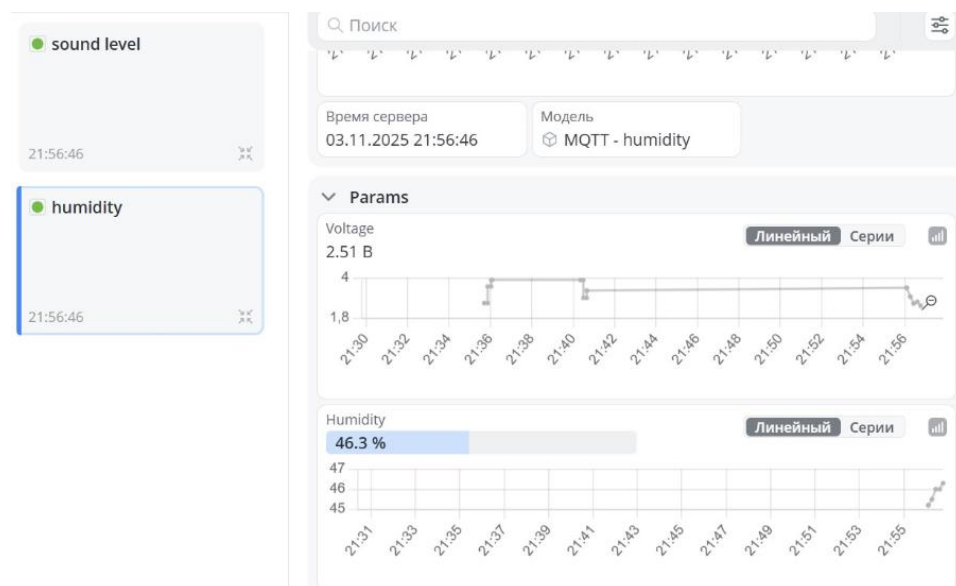 sound level
21:56:46
humidity
21:56:46
Поиск
Время сервера
03.11.2025 21:56:46
Модель
MQTT - humidity
Params
Voltage
2.51 В
Линейный Серии
4
1,8
21:30 21:32 21:34 21:36 21:38 21:40 21:42 21:44 21:46 21:48 21:50 21:52 21:54 21:56
Humidity
46.3 %
Линейный Серии
47
46
45
21:31 21:33 21:35 21:37 21:39 21:41 21:43 21:45 21:47 21:49 21:51 21:53 21:55